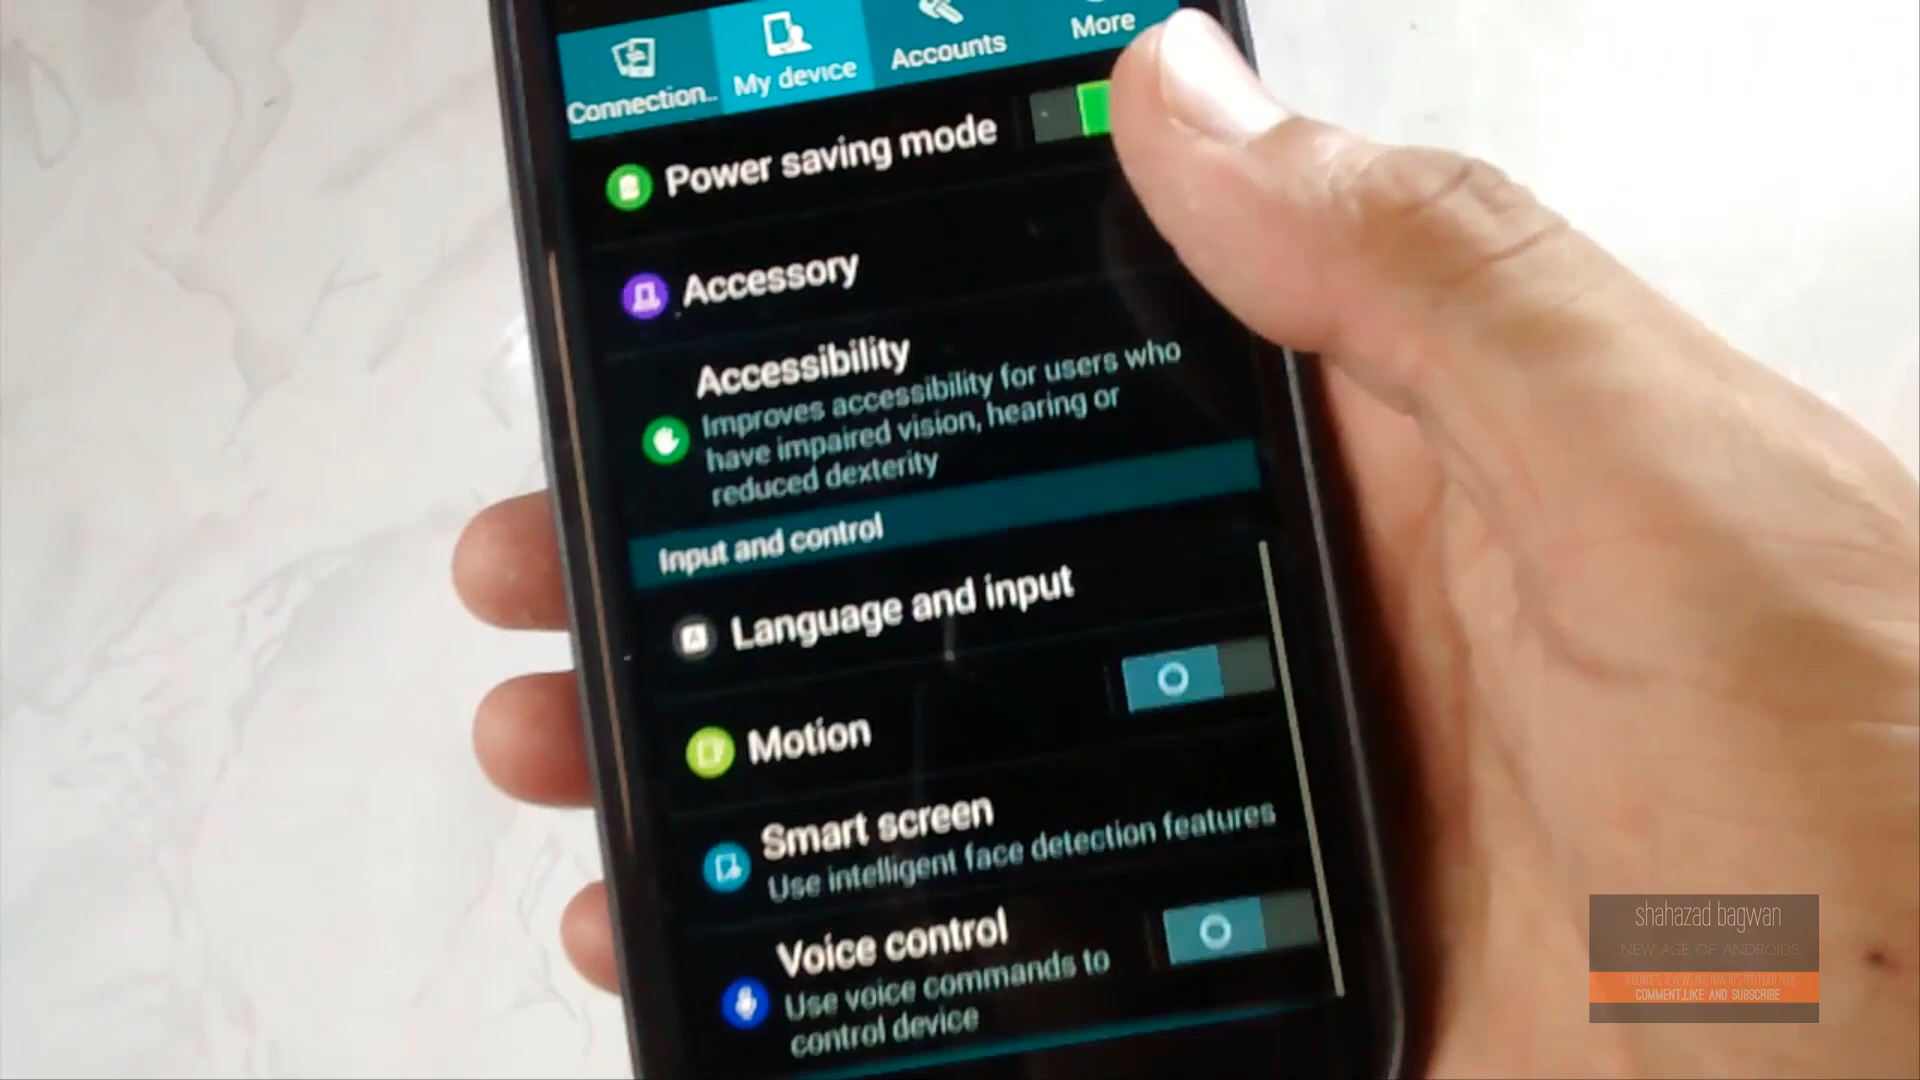 Connection..
My device
Accounts
More
Power saving mode
Accessory
Accessibility
Improves accessibility for users who
have impaired vision, hearing or
reduced dexterity
Input and control
Language and input
Motion
Smart screen
Use intelligent face detection features
Voice control
Use voice commands to
control device
shahazad bagwan
NEW AGE OF ANDROIDS
COMMENT,LIKE AND SUBSCRIBE